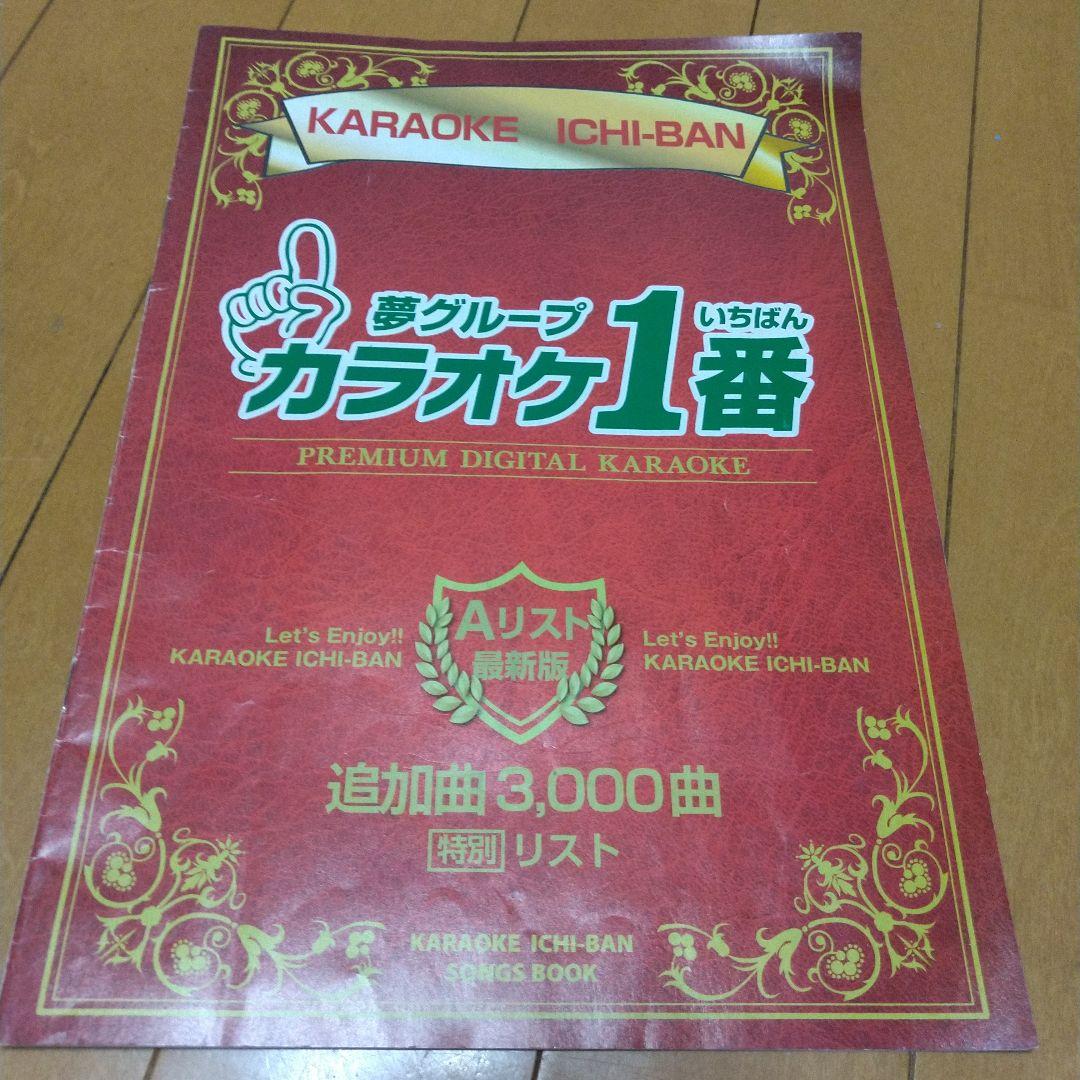 KARAOKE ICHI-BAN
夢グループ
いちばん
カラオケ1番
PREMIUM DIGITAL KARAOKE
Aリスト
最新版
Let's Enjoy!!
KARAOKE ICHI-BAN
Let's Enjoy!!
KARAOKE ICHI-BAN
追加曲3,000曲
特別 リスト
KARAOKE ICHI-BAN
SONGS BOOK